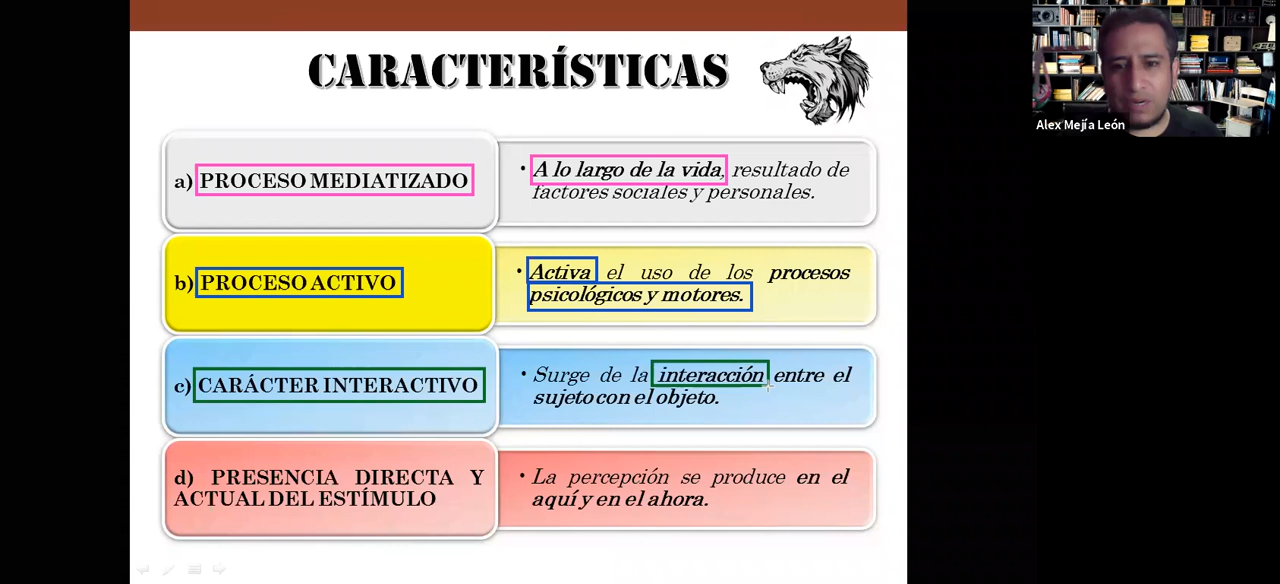 CARACTERÍSTICAS
Alex Mejía León
a) PROCESO MEDIATIZADO
• A lo largo de la vida, resultado de
factores sociales y personales.
b) PROCESO ACTIVO
• Activa el uso de los procesos
psicológicos y motores.
c) CARÁCTER INTERACTIVO
• Surge de la interacción entre el
sujeto con el objeto.
d) PRESENCIA DIRECTA Y
ACTUAL DEL ESTÍMULO
• La percepción se produce en el
aquí y en el ahora.